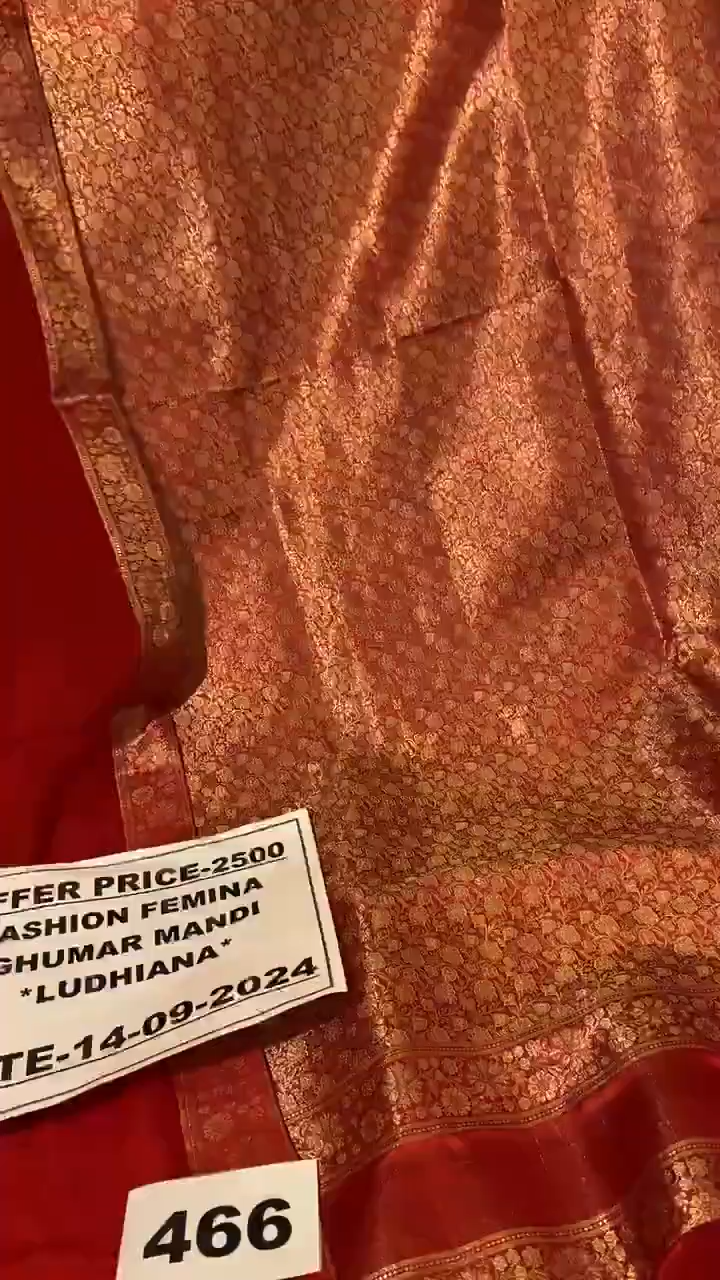 FFER PRICE-2500
ASHION FEMINA
GHUMAR MANDI
*LUDHIANA*
TE-14-09-2024
466